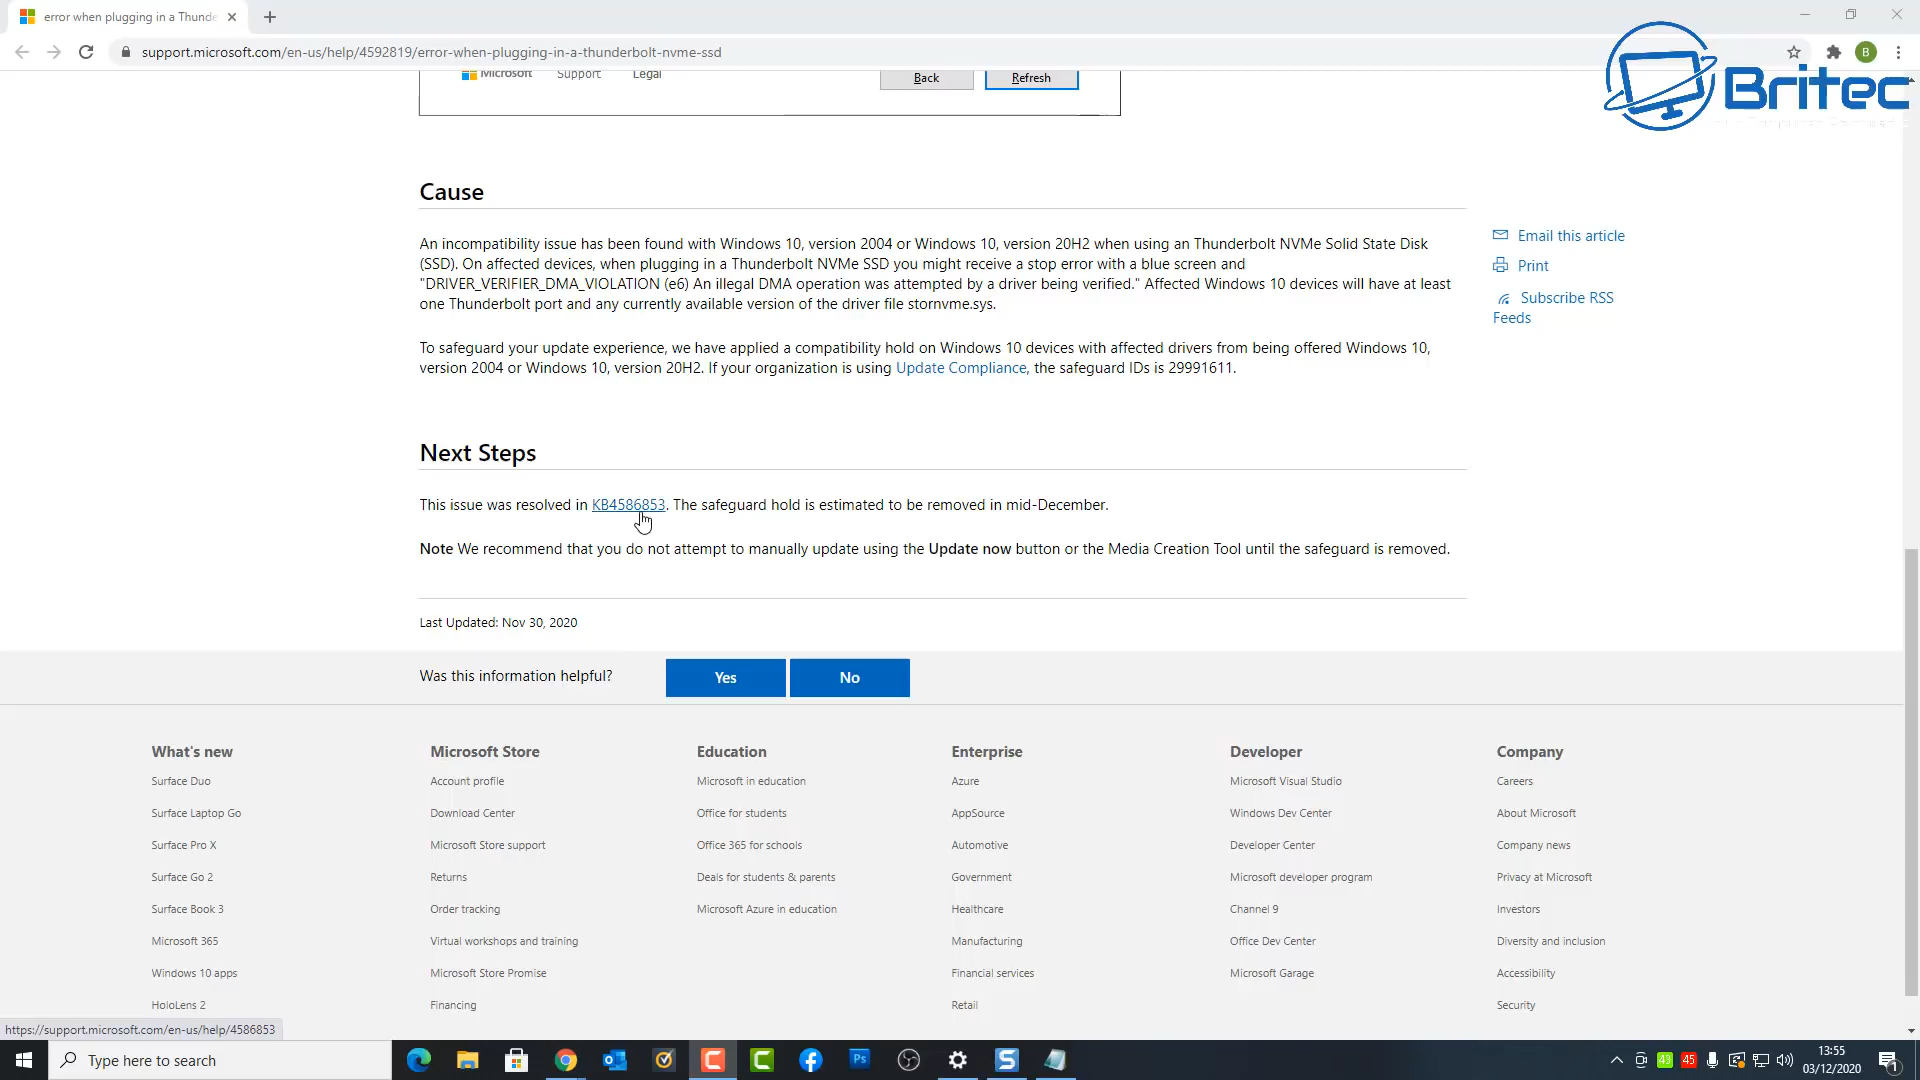 error when plugging in a Thunde
support.microsoft.com/en-us/help/4592819/error-when-plugging-in-a-thunderbolt-nvme-ssd
B
Britec
Microsoft Support Legal Back Refresh
Cause
An incompatibility issue has been found with Windows 10, version 2004 or Windows 10, version 20H2 when using an Thunderbolt NVMe Solid State Disk
(SSD). On affected devices, when plugging in a Thunderbolt NVMe SSD you might receive a stop error with a blue screen and
"DRIVER_VERIFIER_DMA_VIOLATION (e6) An illegal DMA operation was attempted by a driver being verified." Affected Windows 10 devices will have at least
one Thunderbolt port and any currently available version of the driver file stornvme.sys.
To safeguard your update experience, we have applied a compatibility hold on Windows 10 devices with affected drivers from being offered Windows 10,
version 2004 or Windows 10, version 20H2. If your organization is using Update Compliance, the safeguard IDs is 29991611.
Email this article
Print
Subscribe RSS
Feeds
Next Steps
This issue was resolved in KB4586853. The safeguard hold is estimated to be removed in mid-December.
Note We recommend that you do not attempt to manually update using the Update now button or the Media Creation Tool until the safeguard is removed.
Last Updated: Nov 30, 2020
Was this information helpful? Yes No
What's new
Surface Duo
Surface Laptop Go
Surface Pro X
Surface Go 2
Surface Book 3
Microsoft 365
Windows 10 apps
HoloLens 2
Microsoft Store
Account profile
Download Center
Microsoft Store support
Returns
Order tracking
Virtual workshops and training
Microsoft Store Promise
Financing
Education
Microsoft in education
Office for students
Office 365 for schools
Deals for students & parents
Microsoft Azure in education
Enterprise
Azure
AppSource
Automotive
Government
Healthcare
Manufacturing
Financial services
Retail
Developer
Microsoft Visual Studio
Windows Dev Center
Developer Center
Microsoft developer program
Channel 9
Office Dev Center
Microsoft Garage
Company
Careers
About Microsoft
Company news
Privacy at Microsoft
Investors
Diversity and inclusion
Accessibility
Security
https://support.microsoft.com/en-us/help/4586853
Type here to search
Ps
S
43 45
13:55
03/12/2020
1